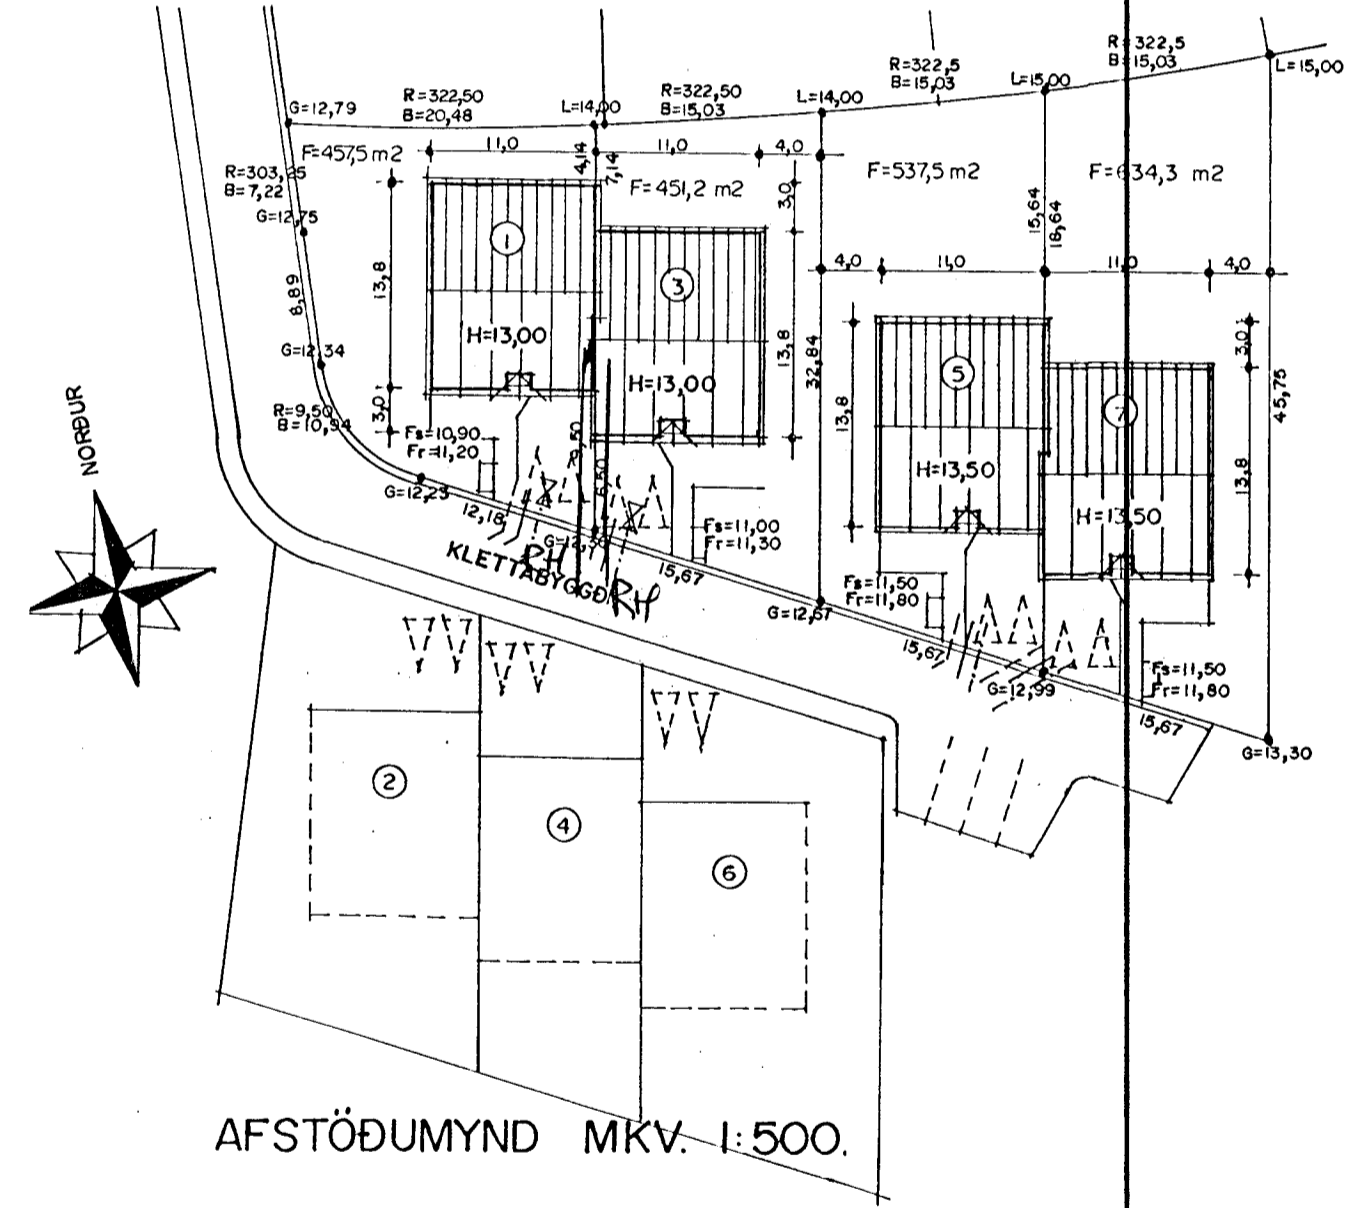 R=322,5
B=15,03
L=15,00
R=322,5
B=15,03
L=15,00
R=322,50
B=15,03
L=14,00
R=322,50
B=20,48
L=14,00
G=12,79
11,0
11,0
4,0
4,14
7,14
F=457,5 m2
F=451,2 m2
F=537,5 m2
R=303,25
B=7,22
G=12,75
8,89
G=12,34
R=9,50
B=10,94
13,8
3,0
3,0
13,8
1
3
H=13,00
H=13,00
32,84
15,64
18,64
4,0
11,0
11,0
4,0
13,8
3,0
13,8
45,75
5
7
H=13,50
H=13,50
NORÐUR
Fs=10,90
Fr=11,20
G=12,23
12,18
9,50
6,50
Fs=11,00
Fr=11,30
KLETTABYGGÐ
RH
RH
15,67
G=12,67
Fs=11,50
Fr=11,80
15,67
G=12,99
Fs=11,50
Fr=11,80
15,67
G=13,30
2
4
6
AFSTÖÐUMYND MKV. 1:500.